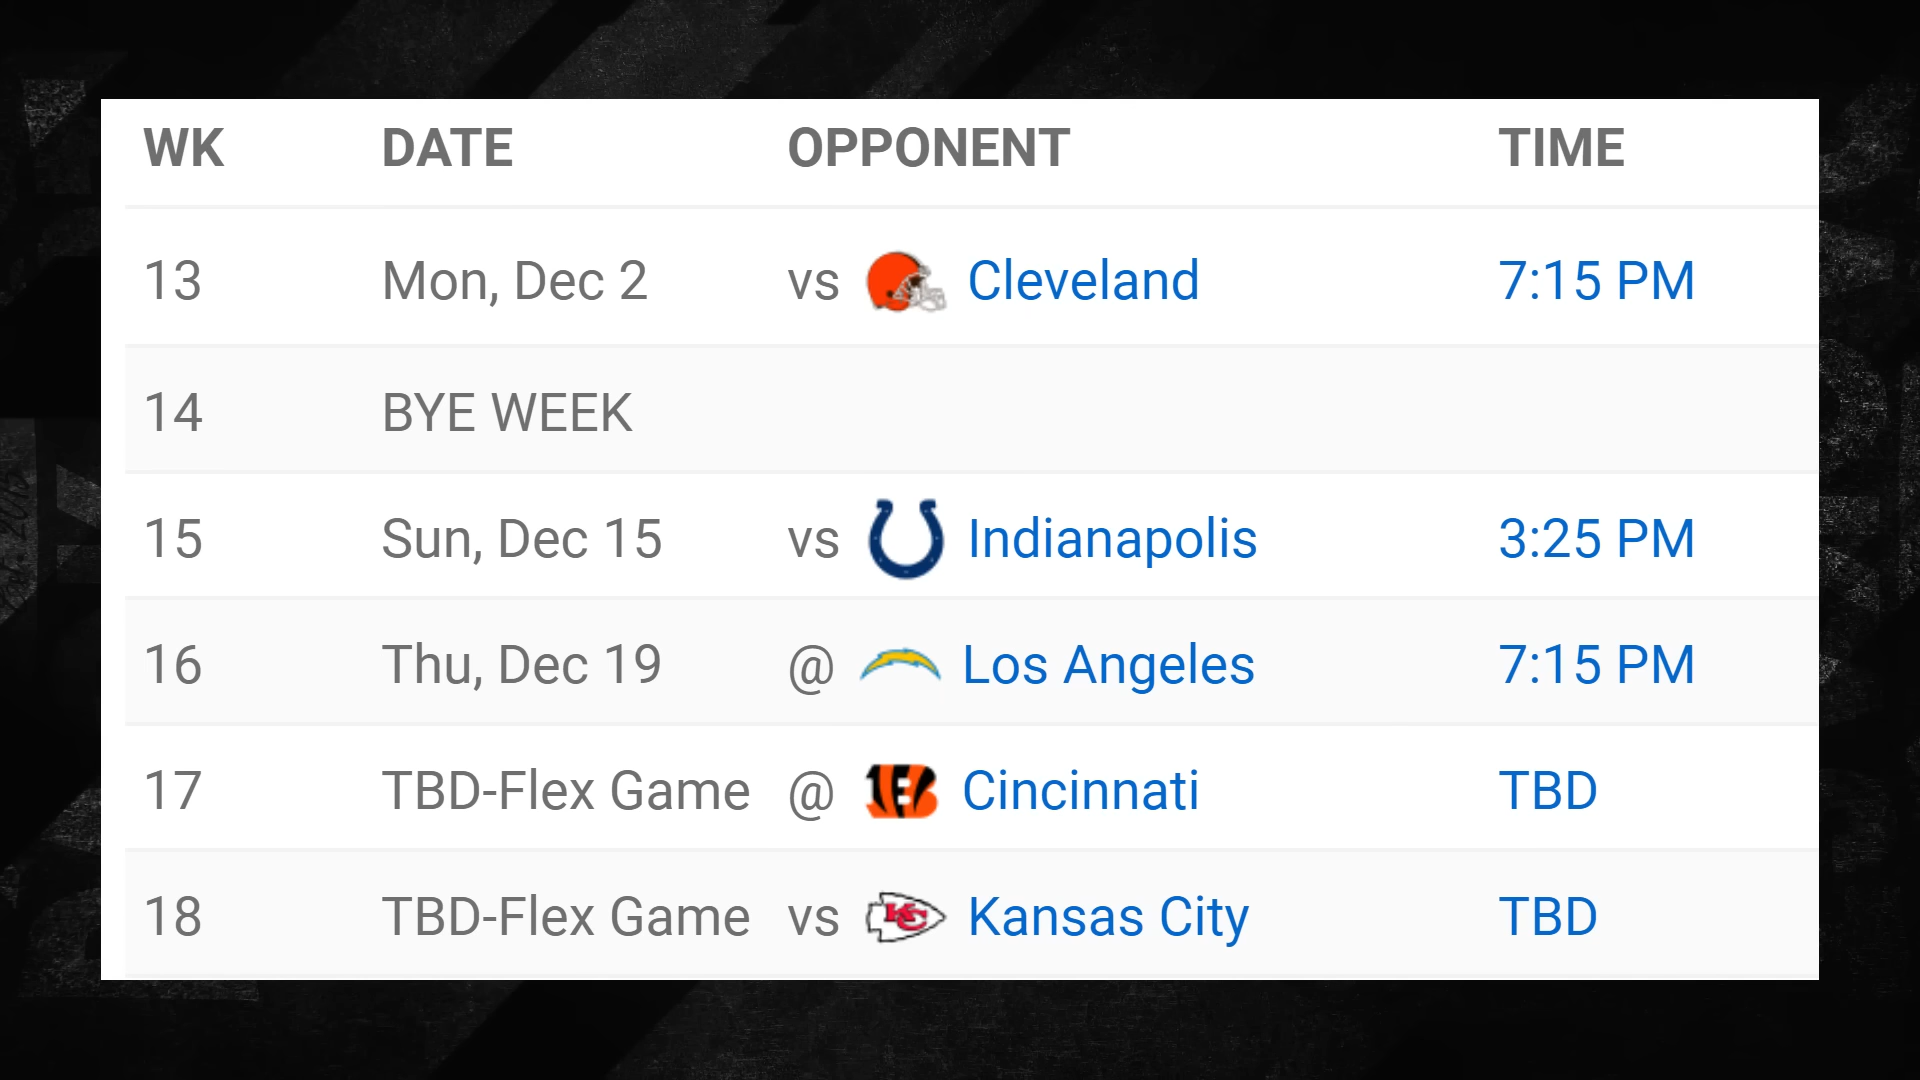 WK DATE OPPONENT TIME
13 Mon, Dec 2 vs Cleveland 7:15 PM
14 BYE WEEK
15 Sun, Dec 15 vs Indianapolis 3:25 PM
16 Thu, Dec 19 @ Los Angeles 7:15 PM
17 TBD-Flex Game @ Cincinnati TBD
18 TBD-Flex Game vs KC Kansas City TBD